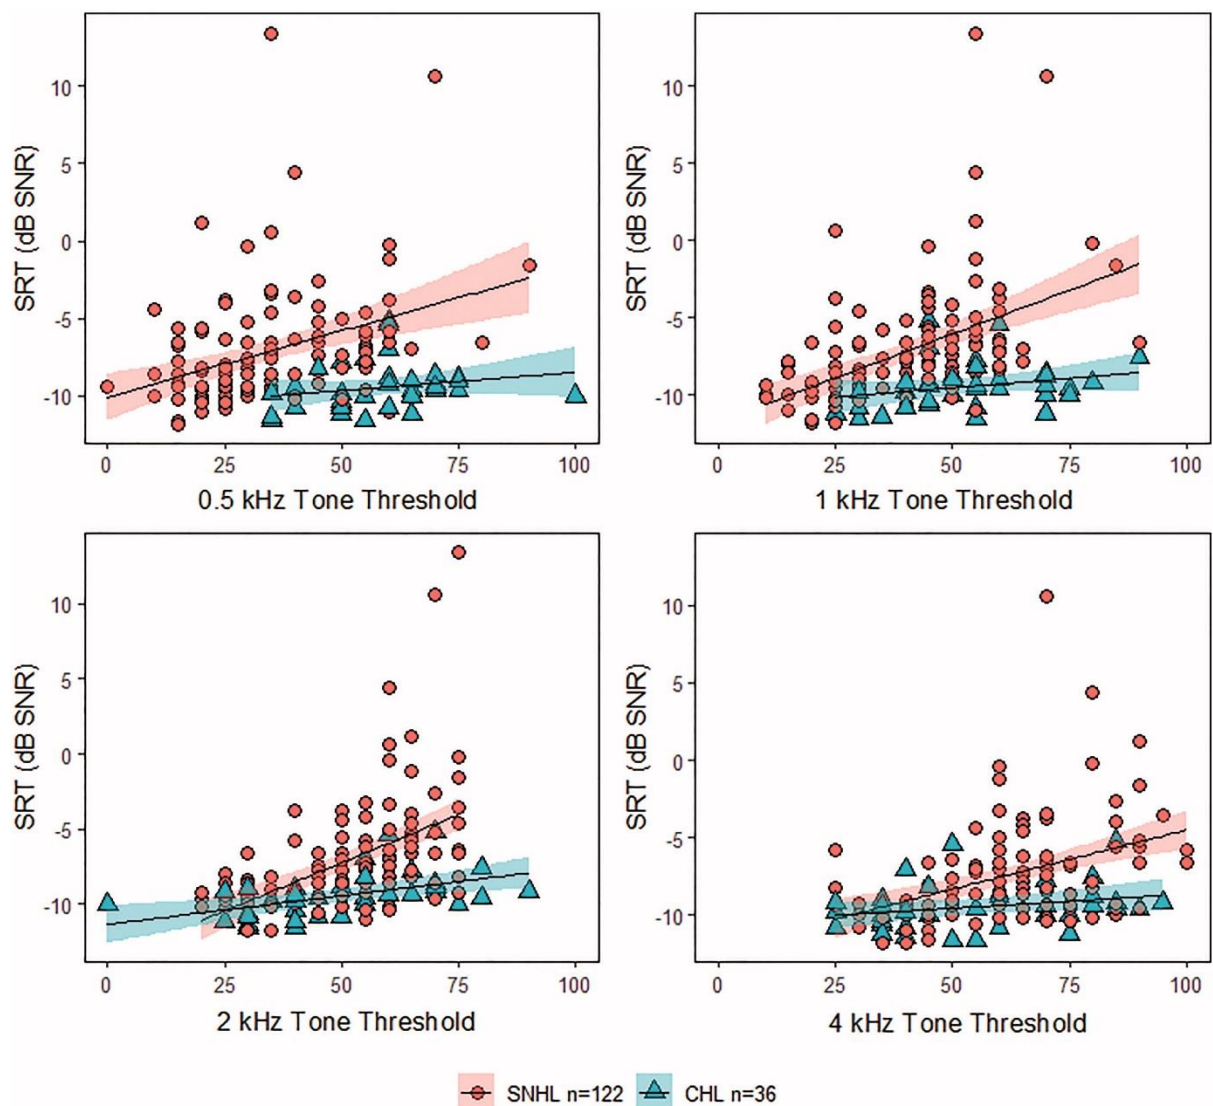 10
5
0
-5
-10
SRT (dB SNR)
0 25 50 75 100
0.5 kHz Tone Threshold
10
5
0
-5
-10
SRT (dB SNR)
0 25 50 75 100
1 kHz Tone Threshold
10
5
0
-5
-10
SRT (dB SNR)
0 25 50 75 100
2 kHz Tone Threshold
10
5
0
-5
-10
SRT (dB SNR)
0 25 50 75 100
4 kHz Tone Threshold
SNHL n=122 CHL n=36